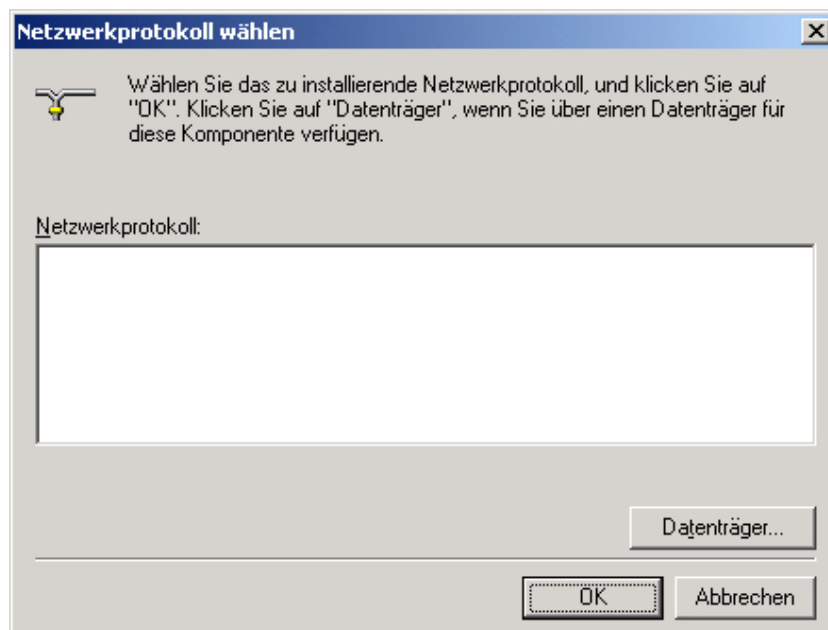 Netzwerkprotokoll wählen
Wählen Sie das zu installierende Netzwerkprotokoll, und klicken Sie auf
"OK". Klicken Sie auf "Datenträger", wenn Sie über einen Datenträger für
diese Komponente verfügen.
Netzwerkprotokoll:
Datenträger...
OK
Abbrechen